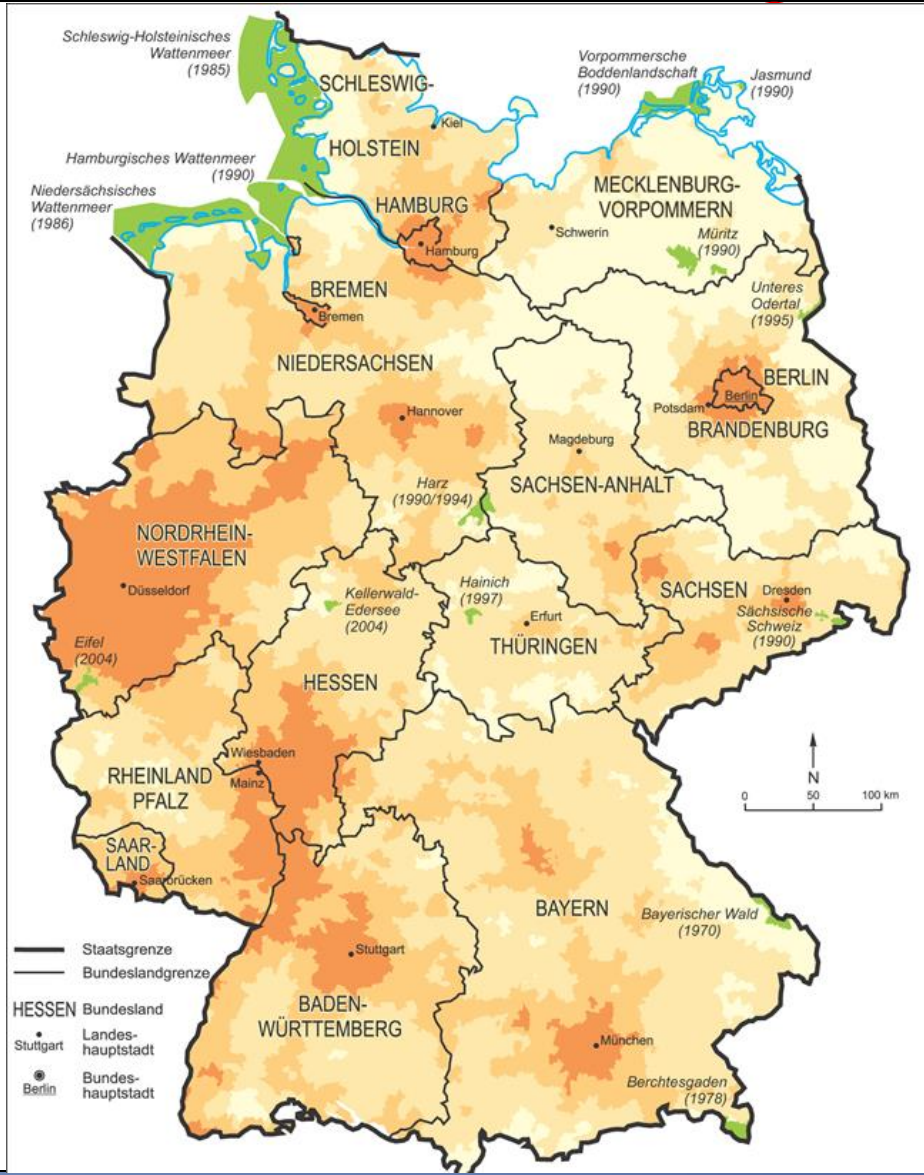 Schleswig-Holsteinisches
Wattenmeer
(1985)
SCHLESWIG-
HOLSTEIN
Kiel
Vorpommersche
Boddenlandschaft
(1990)
Jasmund
(1990)
Hamburgisches Wattenmeer
(1990)
Niedersächsisches
Wattenmeer
(1986)
HAMBURG
Hamburg
MECKLENBURG-
VORPOMMERN
Schwerin
Müritz
(1990)
Unteres
Odertal
(1995)
BREMEN
Bremen
NIEDERSACHSEN
Hannover
BERLIN
Berlin
Potsdam
BRANDENBURG
Magdeburg
SACHSEN-ANHALT
Harz
(1990/1994)
NORDRHEIN-
WESTFALEN
Düsseldorf
Kellerwald-
Edersee
(2004)
Hainich
(1997)
Erfurt
THÜRINGEN
SACHSEN
Dresden
Sächsische
Schweiz
(1990)
Eifel
(2004)
HESSEN
Wiesbaden
Mainz
RHEINLAND
PFALZ
SAAR-
LAND
Saarbrücken
N
0 50 100 km
BAYERN
Bayerischer Wald
(1970)
Stuttgart
BADEN-
WÜRTTEMBERG
München
Berchtesgaden
(1978)
Staatsgrenze
Bundeslandgrenze
HESSEN Bundesland
Stuttgart
Landes-
hauptstadt
Berlin
Bundes-
hauptstadt